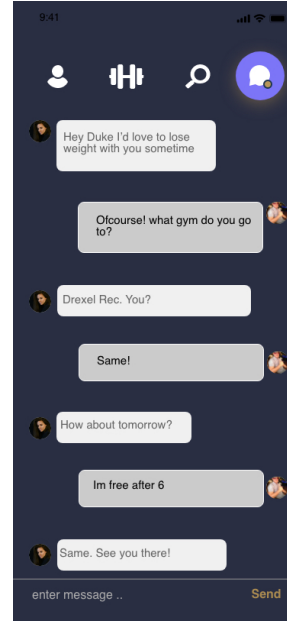 9:41
Hey Duke I'd love to lose
weight with you sometime
Ofcourse! what gym do you go
to?
Drexel Rec. You?
Same!
How about tomorrow?
Im free after 6
Same. See you there!
enter message ..
Send